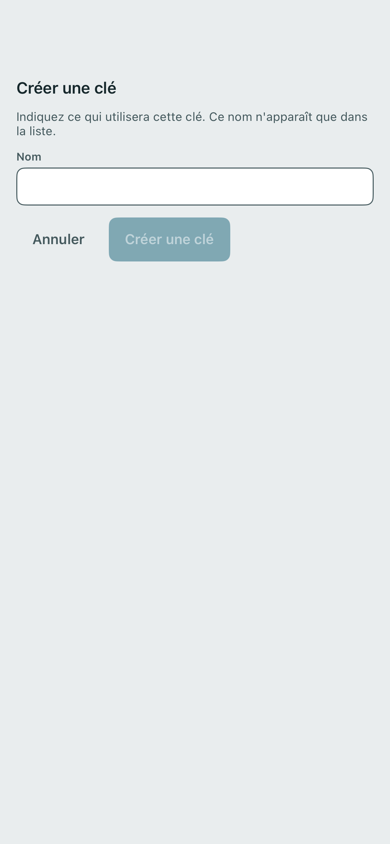 Créer une clé
Indiquez ce qui utilisera cette clé. Ce nom n'apparaît que dans
la liste.
Nom
Annuler
Créer une clé